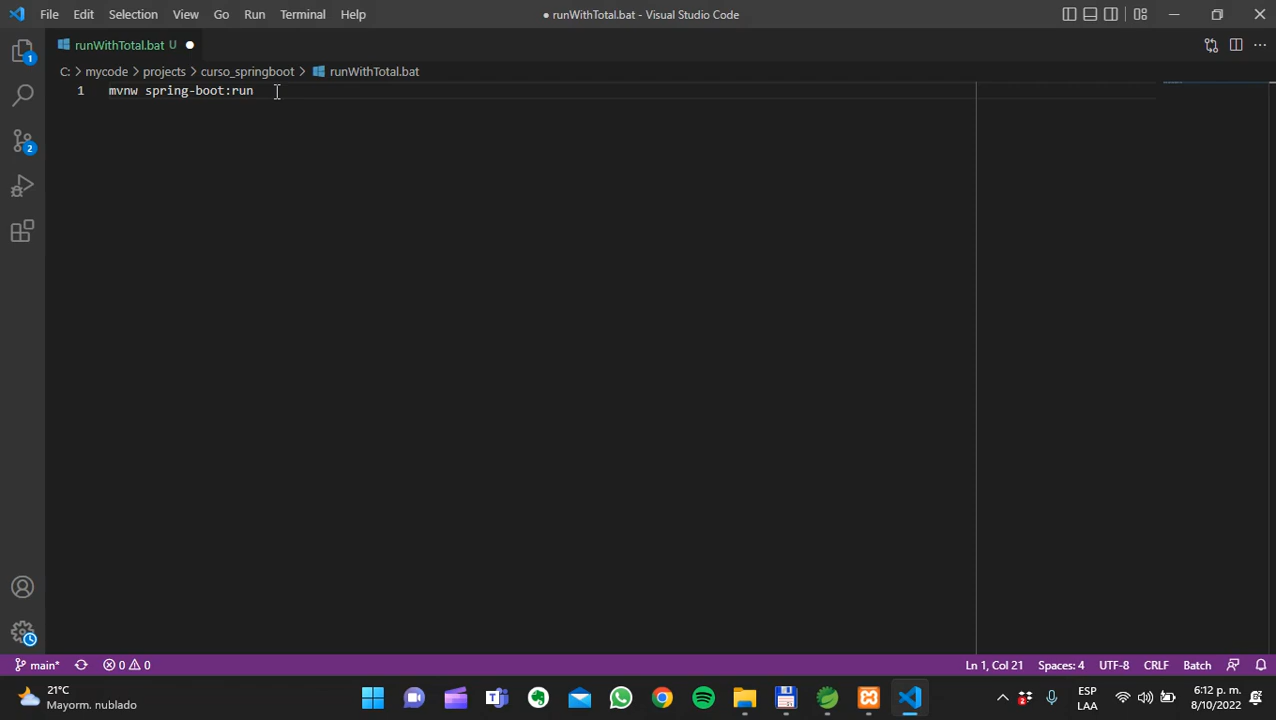 File Edit Selection View Go Run Terminal Help
● runWithTotal.bat - Visual Studio Code
runWithTotal.bat U ●
C: > mycode > projects > curso_springboot > runWithTotal.bat
1 mvnw spring-boot:run
1
2
main* 0 0
Ln 1, Col 21 Spaces: 4 UTF-8 CRLF Batch
21°C
Mayorm. nublado
ESP
LAA
6:12 p. m.
8/10/2022